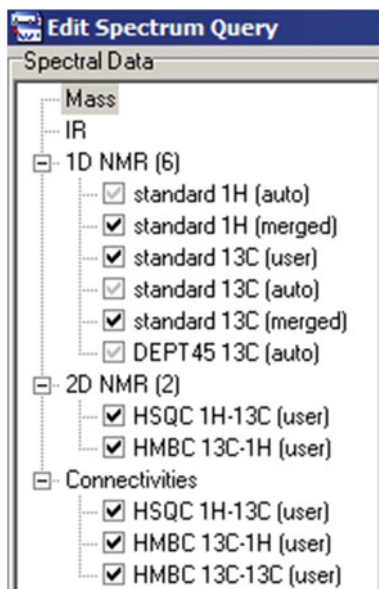 Edit Spectrum Query
Spectral Data
Mass
IR
1D NMR (6)
standard 1H (auto)
standard 1H (merged)
standard 13C (user)
standard 13C (auto)
standard 13C (merged)
DEPT45 13C (auto)
2D NMR (2)
HSQC 1H-13C (user)
HMBC 13C-1H (user)
Connectivities
HSQC 1H-13C (user)
HMBC 13C-1H (user)
HMBC 13C-13C (user)